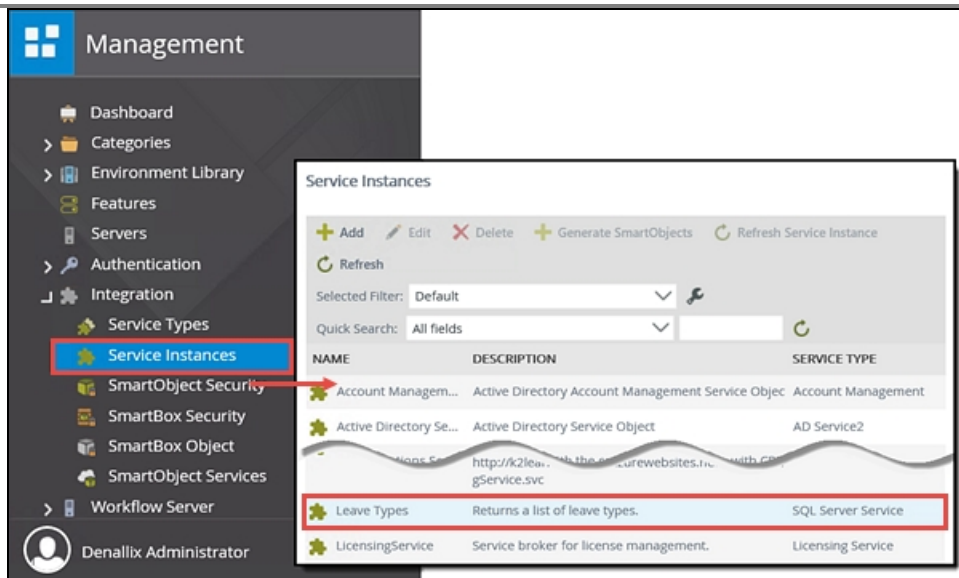 Management
Dashboard
Categories
Environment Library
Features
Servers
Authentication
Integration
Service Types
Service Instances
SmartObject Security
SmartBox Security
SmartBox Object
SmartObject Services
Workflow Server
Denallix Administrator
Service Instances
Add Edit Delete Generate SmartObjects Refresh Service Instance
Refresh
Selected Filter: Default
Quick Search: All fields
NAME DESCRIPTION SERVICE TYPE
Account Managem... Active Directory Account Management Service Objec Account Management
Active Directory Se... Active Directory Service Object AD Service2
gService.svc
Leave Types Returns a list of leave types. SQL Server Service
LicensingService Service broker for license management. Licensing Service